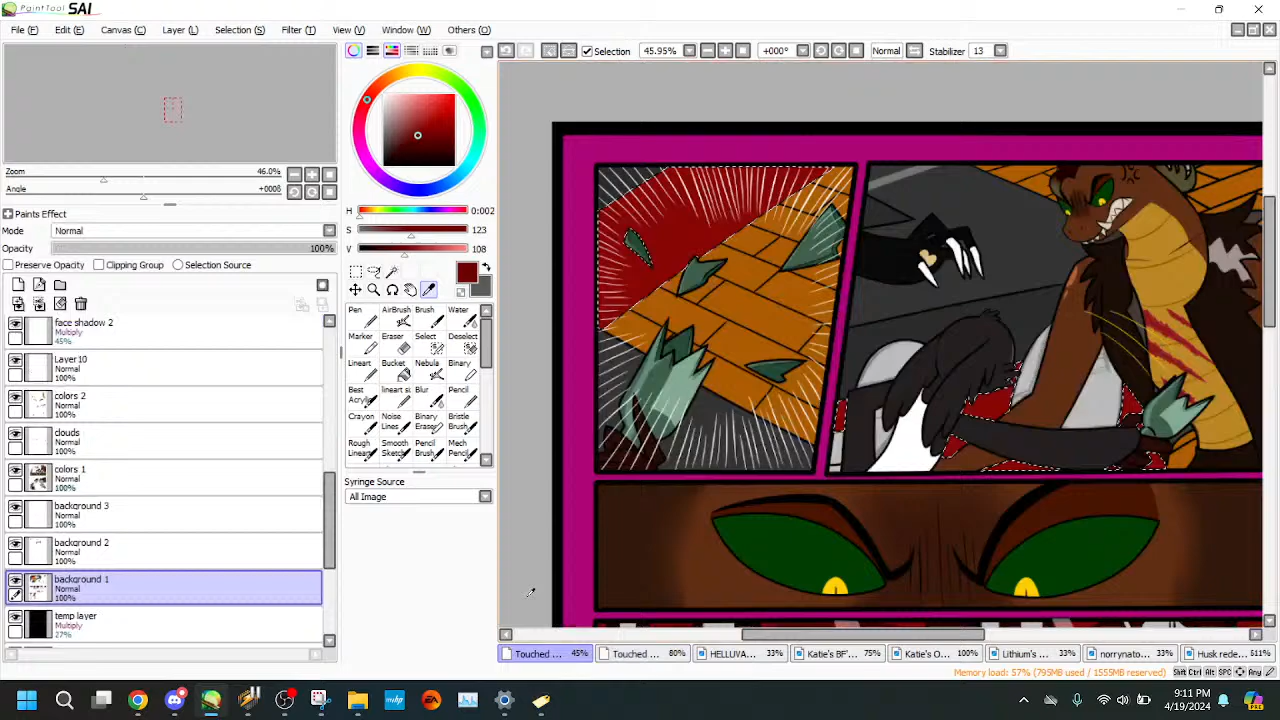 PaintTool SAI
File (F) Edit (E) Canvas (C) Layer (L) Selection (S) Filter (T) View (V) Window (W) Others (O)
Selection 45.95% +000° Normal Stabilizer 13
Zoom 46.0%
Angle +000ß
Paints Effect
Mode Normal
Opacity 100%
Preserve Opacity Clipping Group Selection Source
face shadow 2
Multiply
45%
Layer 10
Normal
100%
colors 2
Normal
100%
clouds
Normal
100%
colors 1
Normal
100%
background 3
Normal
100%
background 2
Normal
100%
background 1
Normal
100%
temp layer
Multiply
27%
H 0:002
S 123
V 108
Pen AirBrush Brush Water
Marker Eraser Select Deselect
Lineart Bucket Nebula Binary
Best Acrylic lineart si Blur Pencil
Crayon Noise Lines Binary Eraser Bristle Brush
Rough Lineart Smooth Sketch Pencil Brush Mech Pencil
Syringe Source
All Image
Touched ... 45% Touched ... 80% HELLUVA... 33% Katie's BF'... 75% Katie's O... 100% Lithium's ... 33% norrynato... 33% Husk rede... 611%
Memory load: 57% (795MB used / 1555MB reserved) Shift Ctrl Alt SPC Any
9:11 PM
4/19/2024